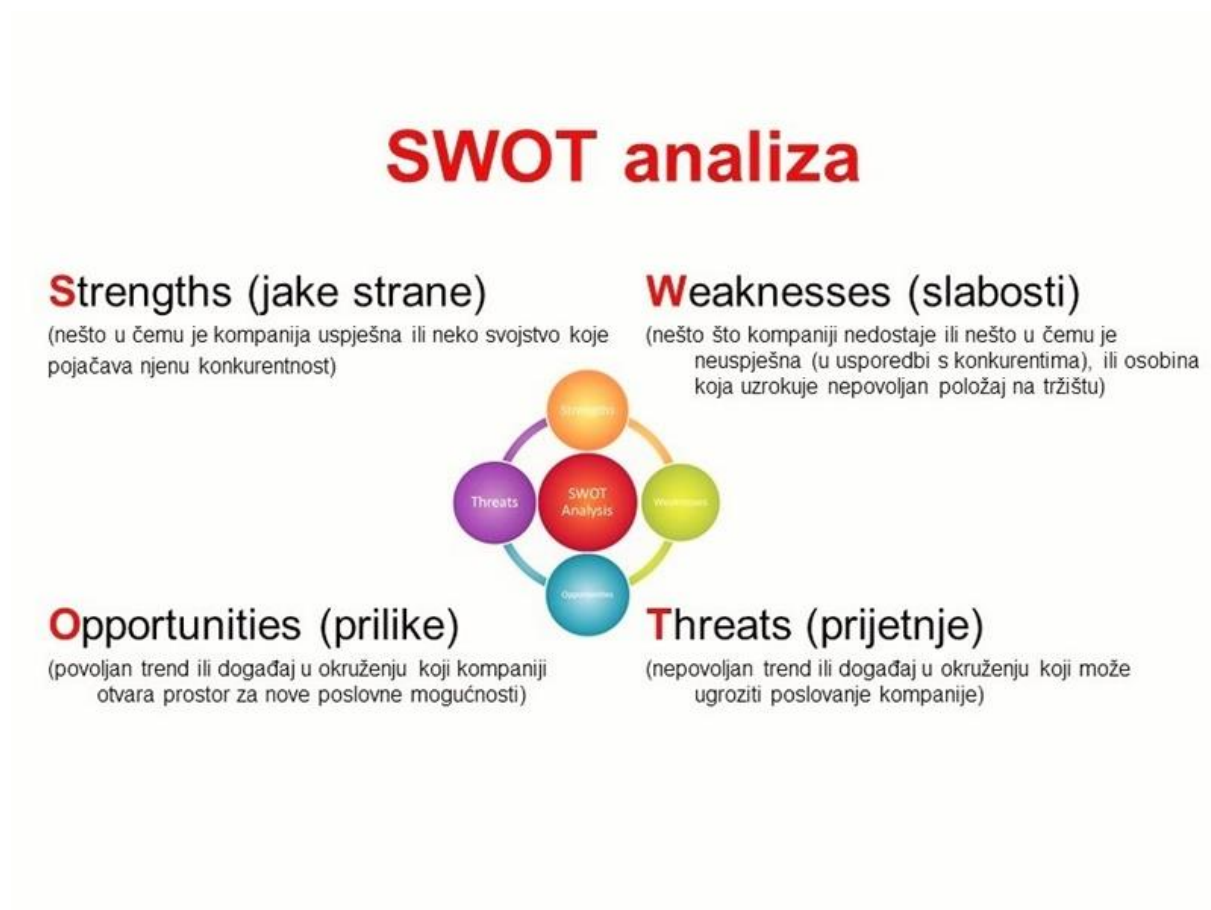 SWOT analiza
Strengths (jake strane)
(nešto u čemu je kompanija uspješna ili neko svojstvo koje
pojačava njenu konkurentnost)
Weaknesses (slabosti)
(nešto što kompaniji nedostaje ili nešto u čemu je
neuspješna (u usporedbi s konkurentima), ili osobina
koja uzrokuje nepovoljan položaj na tržištu)
Strengths
Threats
SWOT
Analysis
Weaknesses
Opportunities
Opportunities (prilike)
(povoljan trend ili događaj u okruženju koji kompaniji
otvara prostor za nove poslovne mogućnosti)
Threats (prijetnje)
(nepovoljan trend ili događaj u okruženju koji može
ugroziti poslovanje kompanije)